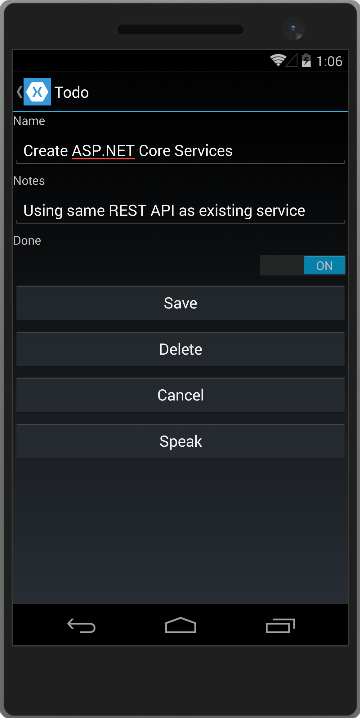 1:06
Todo
Name
Create ASP.NET Core Services
Notes
Using same REST API as existing service
Done
ON
Save
Delete
Cancel
Speak